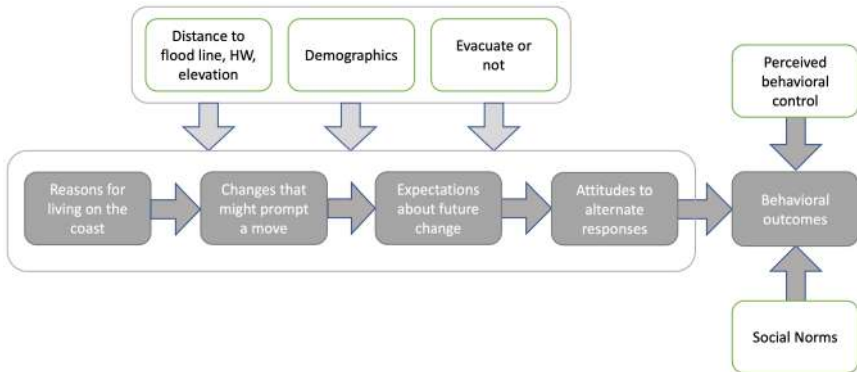 Distance to
flood line, HW,
elevation
Demographics
Evacuate or
not
Perceived
behavioral
control
Reasons for
living on the
coast
Changes that
might prompt
a move
Expectations
about future
change
Attitudes to
alternate
responses
Behavioral
outcomes
Social Norms